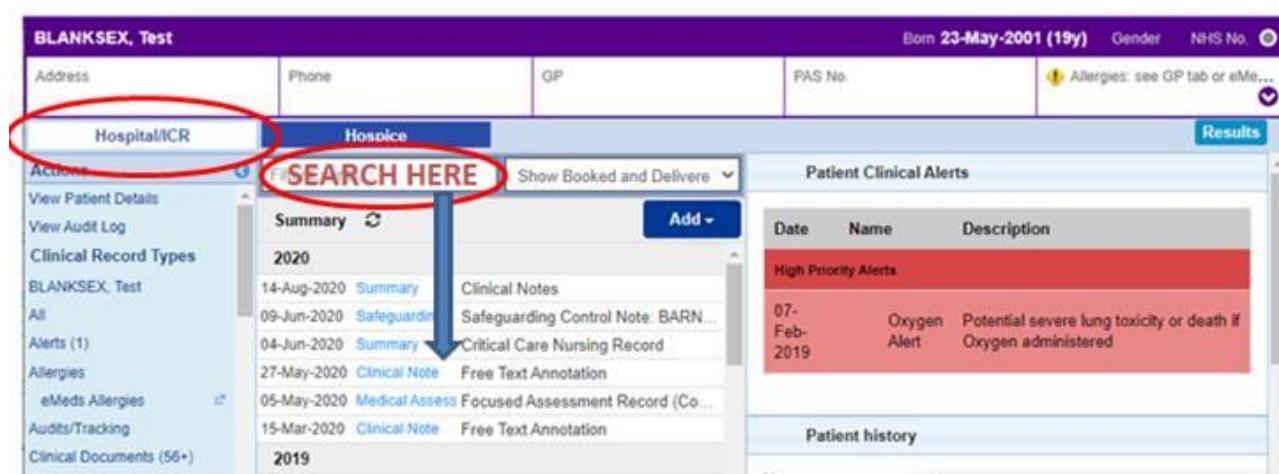 BLANKSEX, Test
Born 23-May-2001 (19y) Gender NHS No.
Address Phone GP PAS No. Allergies: see GP tab or eMe...
Hospital/ICR Hospice Results
Actions
View Patient Details
View Audit Log
Clinical Record Types
BLANKSEX, Test
All
Alerts (1)
Allergies
eMeds Allergies
Audits/Tracking
Clinical Documents (56+)
SEARCH HERE Show Booked and Delivere
Summary Add
2020
14-Aug-2020 Summary Clinical Notes
09-Jun-2020 Safeguardin Safeguarding Control Note: BARN...
04-Jun-2020 Summary Critical Care Nursing Record
27-May-2020 Clinical Note Free Text Annotation
05-May-2020 Medical Assess Focused Assessment Record (Co...
15-Mar-2020 Clinical Note Free Text Annotation
2019
Patient Clinical Alerts
Date Name Description
High Priority Alerts
07-
Feb-
2019
Oxygen
Alert
Potential severe lung toxicity or death if
Oxygen administered
Patient history